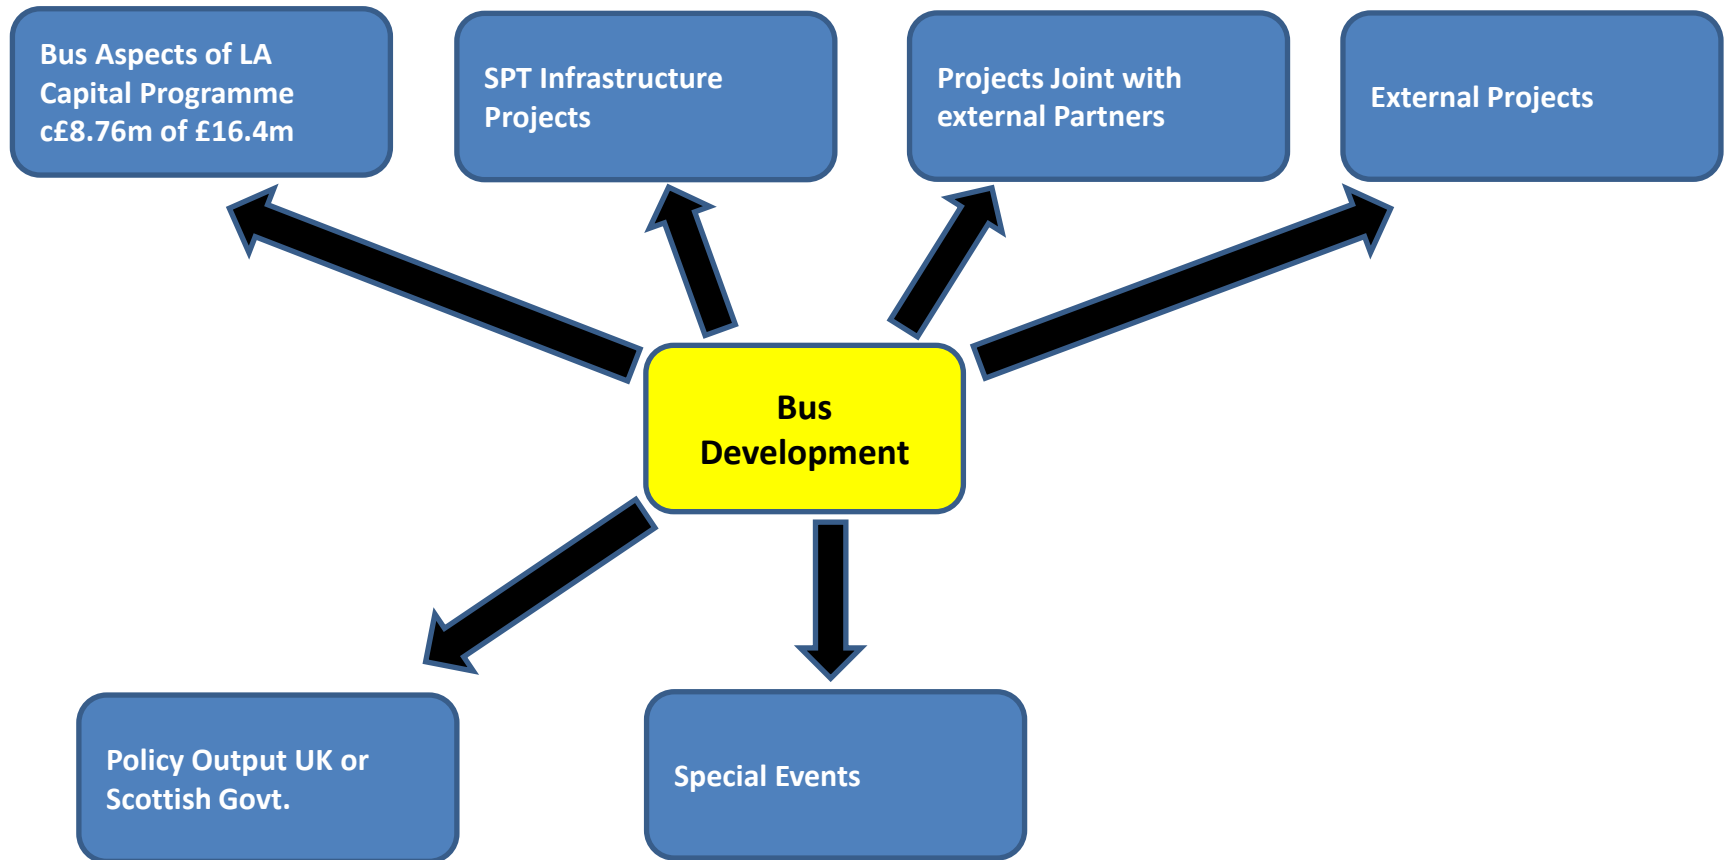 Bus Aspects of LA
Capital Programme
c£8.76m of £16.4m
SPT Infrastructure
Projects
Projects Joint with
external Partners
External Projects
Bus
Development
Policy Output UK or
Scottish Govt.
Special Events